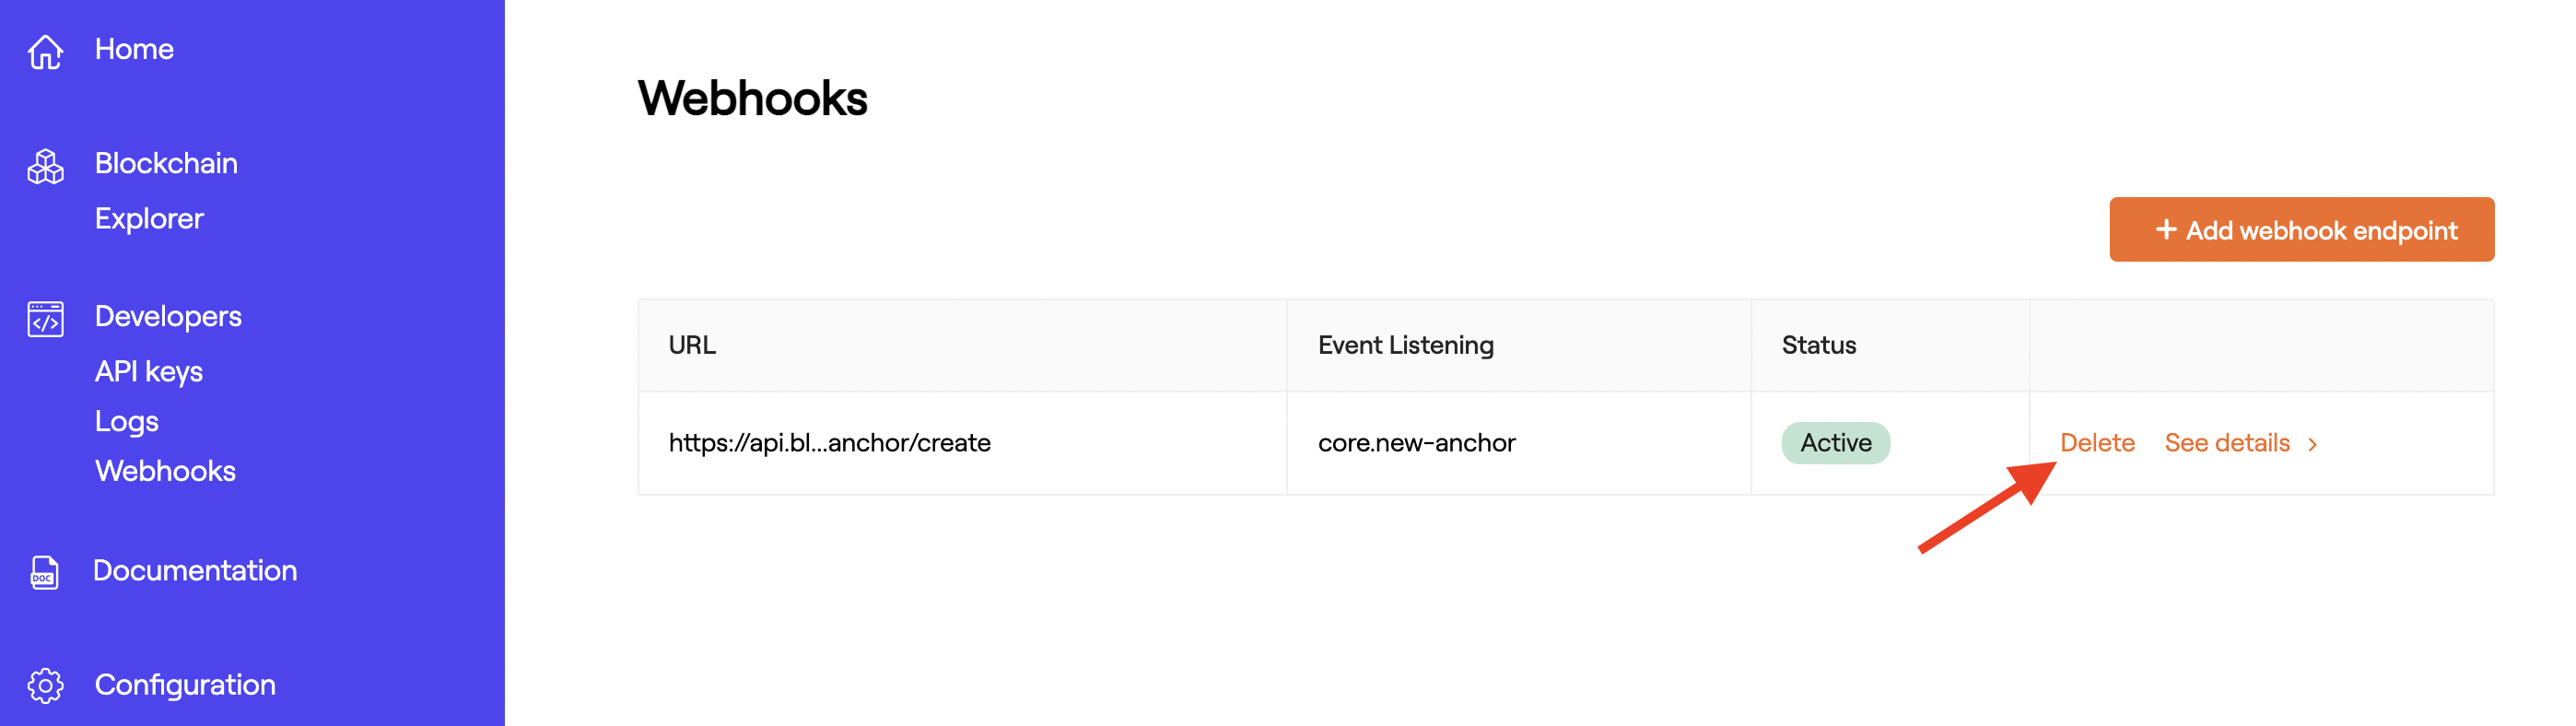 Home
Blockchain
Explorer
Developers
API keys
Logs
Webhooks
DOC
Documentation
Configuration
Webhooks
+ Add webhook endpoint
URL Event Listening Status
https://api.bl...anchor/create core.new-anchor Active Delete See details >